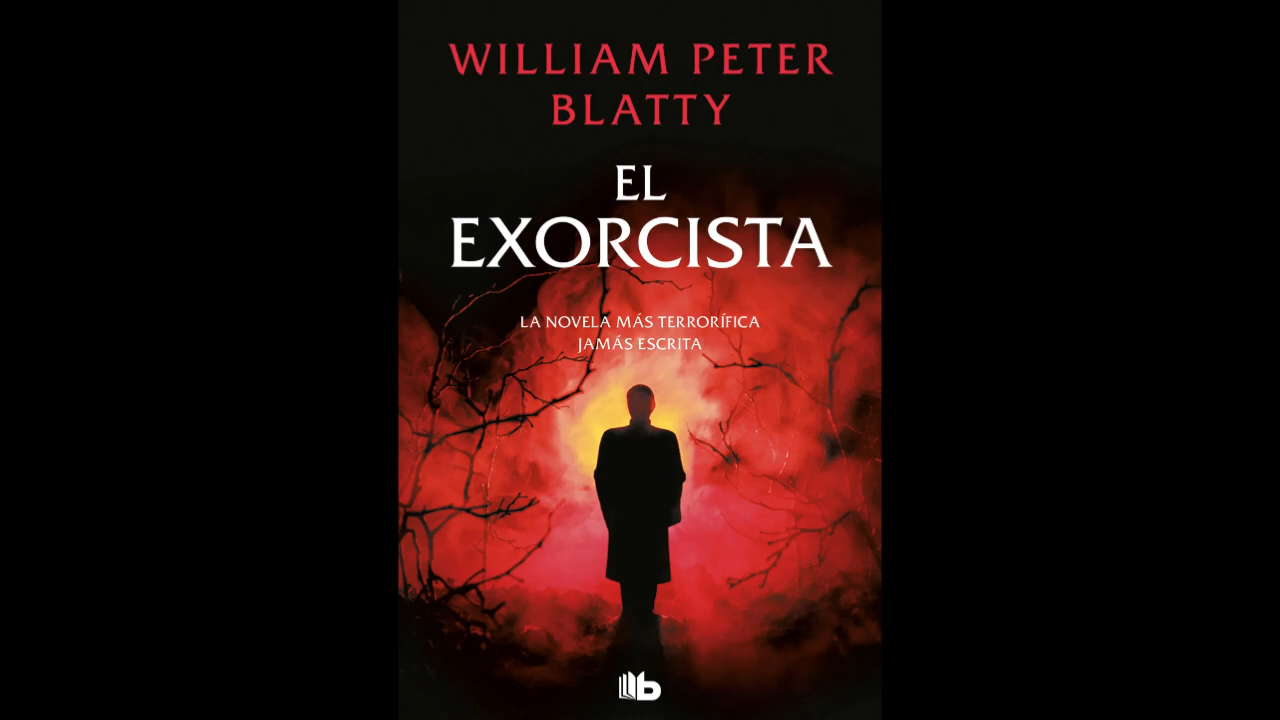 WILLIAM PETER
BLATTY
EL
EXORCISTA
LA NOVELA MÁS TERRORÍFICA
JAMÁS ESCRITA
b